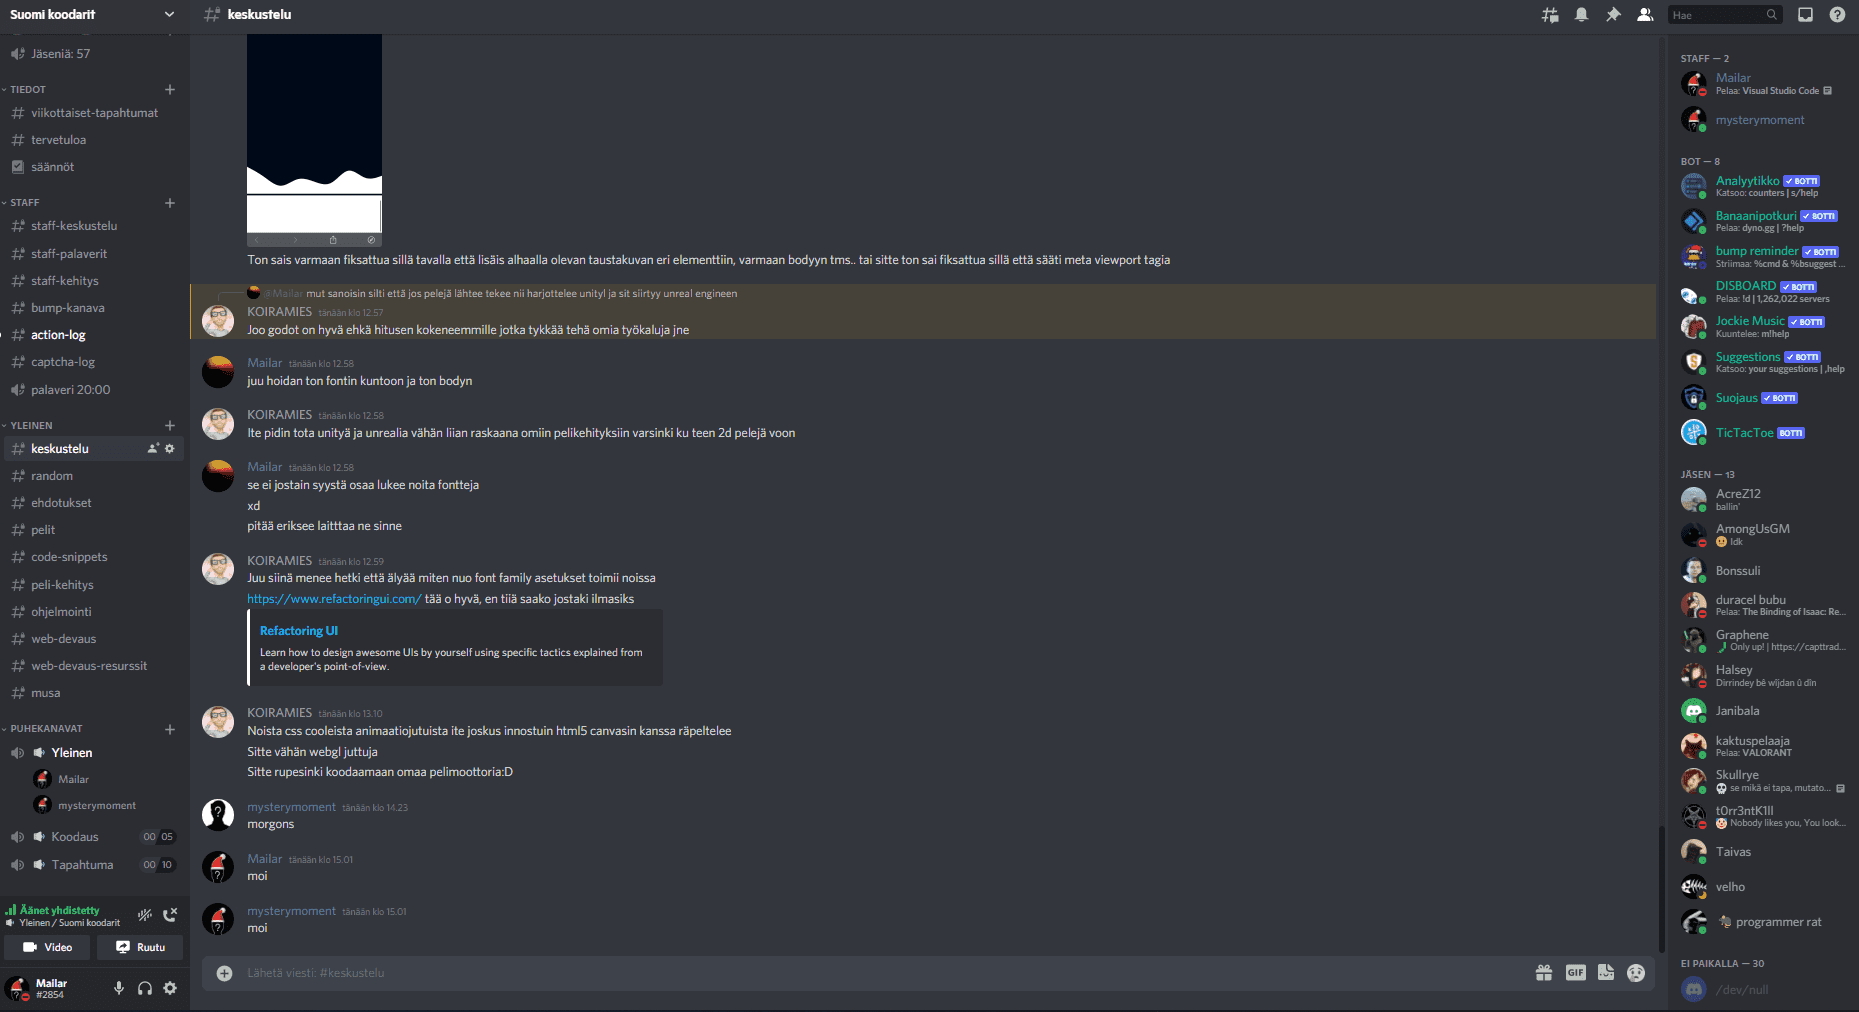 Suomi koodarit
Jäseniä: 57
TIEDOT
viikottaiset-tapahtumat
tervetuloa
säännöt
STAFF
staff-keskustelu
staff-palaverit
staff-kehitys
bump-kanava
action-log
captcha-log
palaveri 20:00
YLEINEN
keskustelu
random
ehdotukset
pelit
code-snippets
peli-kehitys
ohjelmointi
web-devaus
web-devaus-resurssit
musa
PUHEKANAVAT
Yleinen
Mailar
mysterymoment
Koodaus 00 05
Tapahtuma 00 10
Äänet yhdistetty
Yleinen / Suomi koodarit
Video Ruutu
Mailar
#2854
keskustelu
Hae
Ton sais varmaan fiksattua sillä tavalla että lisäis alhaalla olevan taustakuvan eri elementtiin, varmaan bodyyn tms.. tai sitte ton sai fiksattua sillä että sääti meta viewport tagia
@Mailar mut sanoisin silti että jos pelejä lähtee tekee nii harjottelee unityl ja sit siirtyy unreal engineen
KOIRAMIES tänään klo 12.57
Joo godot on hyvä ehkä hitusen kokeneemmille jotka tykkää tehä omia työkaluja jne
Mailar tänään klo 12.58
juu hoidan ton fontin kuntoon ja ton bodyn
KOIRAMIES tänään klo 12.58
Ite pidin tota unityä ja unrealia vähän liian raskaana omiin pelikehityksiin varsinki ku teen 2d pelejä voon
Mailar tänään klo 12.58
se ei jostain syystä osaa lukee noita fontteja
xd
pitää eriksee laitttaa ne sinne
KOIRAMIES tänään klo 12.59
Juu siinä menee hetki että älyää miten nuo font family asetukset toimii noissa
https://www.refactoringui.com/ tää o hyvä, en tiiä saako jostaki ilmasiks
Refactoring UI
Learn how to design awesome UIs by yourself using specific tactics explained from
a developer's point-of-view.
KOIRAMIES tänään klo 13.10
Noista css cooleista animaatiojutuista ite joskus innostuin html5 canvasin kanssa räpeltelee
Sitte vähän webgl juttuja
Sitte rupesinki koodaamaan omaa pelimoottoria:D
mysterymoment tänään klo 14.23
morgons
Mailar tänään klo 15.01
moi
mysterymoment tänään klo 15.01
moi
Lähetä viesti: #keskustelu
GIF
STAFF — 2
Mailar
Pelaa: Visual Studio Code
mysterymoment
BOT — 8
Analyytikko BOTTI
Katsoo: counters | s/help
Banaanipotkuri BOTTI
Pelaa: dyno.gg | ?help
bump reminder BOTTI
Striimaa: %cmd & %bsuggest ...
DISBOARD BOTTI
Pelaa: !d | 1,262,022 servers
Jockie Music BOTTI
Kuuntelee: m!help
Suggestions BOTTI
Katsoo: your suggestions | ,help
Suojaus BOTTI
TicTacToe BOTTI
JÄSEN — 13
AcreZ12
ballin'
AmongUsGM
Idk
Bonssuli
duracel bubu
Pelaa: The Binding of Isaac: Re...
Graphene
Only up! | https://capttrad...
Halsey
Dirrindey bê wijdan û dîn
Janibala
kaktuspelaaja
Pelaa: VALORANT
Skullrye
se mikä ei tapa, mutato...
t0rr3ntK1ll
Nobody likes you, You look...
Taivas
velho
programmer rat
EI PAIKALLA — 30
/dev/null